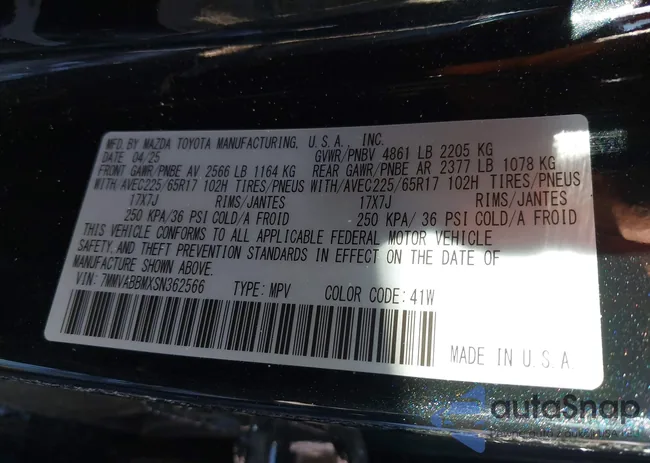 MFD. BY MAZDA TOYOTA MANUFACTURING, U.S.A., INC.
DATE 04/25 GVWR/PNBV 4861 LB 2205 KG
FRONT GAWR/PNBE AV 2566 LB 1164 KG REAR GAWR/PNBE AR 2377 LB 1078 KG
WITH AVEC225/65R17 102H TIRES/PNEUS WITH/AVEC225/65R17 102H TIRES/PNEUS
17X7J RIMS/JANTES 17X7J RIMS/JANTES
250 KPA/36 PSI COLD/A FROID 250 KPA/ 36 PSI COLD/A FROID
THIS VEHICLE CONFORMS TO ALL APPLICABLE FEDERAL MOTOR VEHICLE
SAFETY,AND THEFT PREVENTION STANDARDS IN EFFECT ON THE DATE OF
MANUFACTURE SHOWN ABOVE.
VIN: 7MMVABBMXSN362566 TYPE: MPV COLOR CODE: 41W
MADE IN U.S.A.
autoSnap